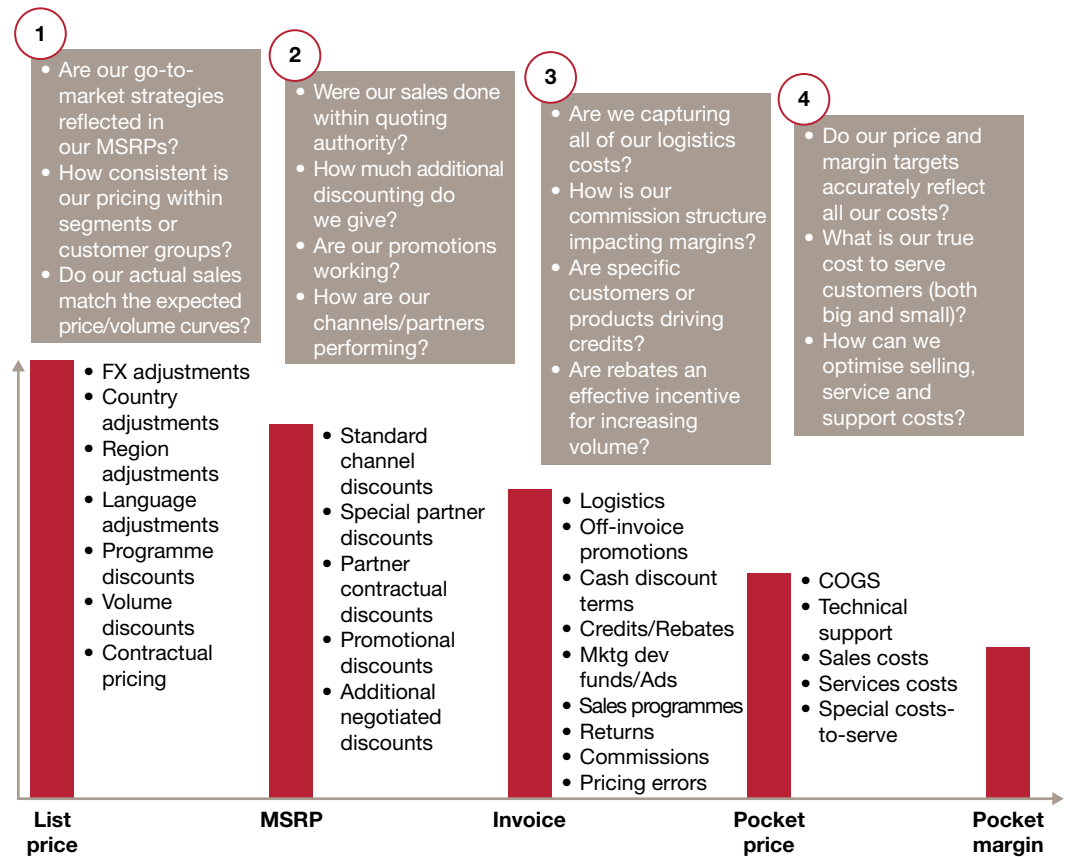 1
• Are our go-to-
market strategies
reflected in
our MSRPs?
• How consistent is
our pricing within
segments or
customer groups?
• Do our actual sales
match the expected
price/volume curves?
2
• Were our sales done
within quoting
authority?
• How much additional
discounting do
we give?
• Are our promotions
working?
• How are our
channels/partners
performing?
3
• Are we capturing
all of our logistics
costs?
• How is our
commission structure
impacting margins?
• Are specific
customers or
products driving
credits?
• Are rebates an
effective incentive
for increasing
volume?
4
• Do our price and
margin targets
accurately reflect
all our costs?
• What is our true
cost to serve
customers (both
big and small)?
• How can we
optimise selling,
service and
support costs?
• FX adjustments
• Country
adjustments
• Region
adjustments
• Language
adjustments
• Programme
discounts
• Volume
discounts
• Contractual
pricing
• Standard
channel
discounts
• Special partner
discounts
• Partner
contractual
discounts
• Promotional
discounts
• Additional
negotiated
discounts
• Logistics
• Off-invoice
promotions
• Cash discount
terms
• Credits/Rebates
• Mktg dev
funds/Ads
• Sales programmes
• Returns
• Commissions
• Pricing errors
• COGS
• Technical
support
• Sales costs
• Services costs
• Special costs-
to-serve
List
price
MSRP
Invoice
Pocket
price
Pocket
margin